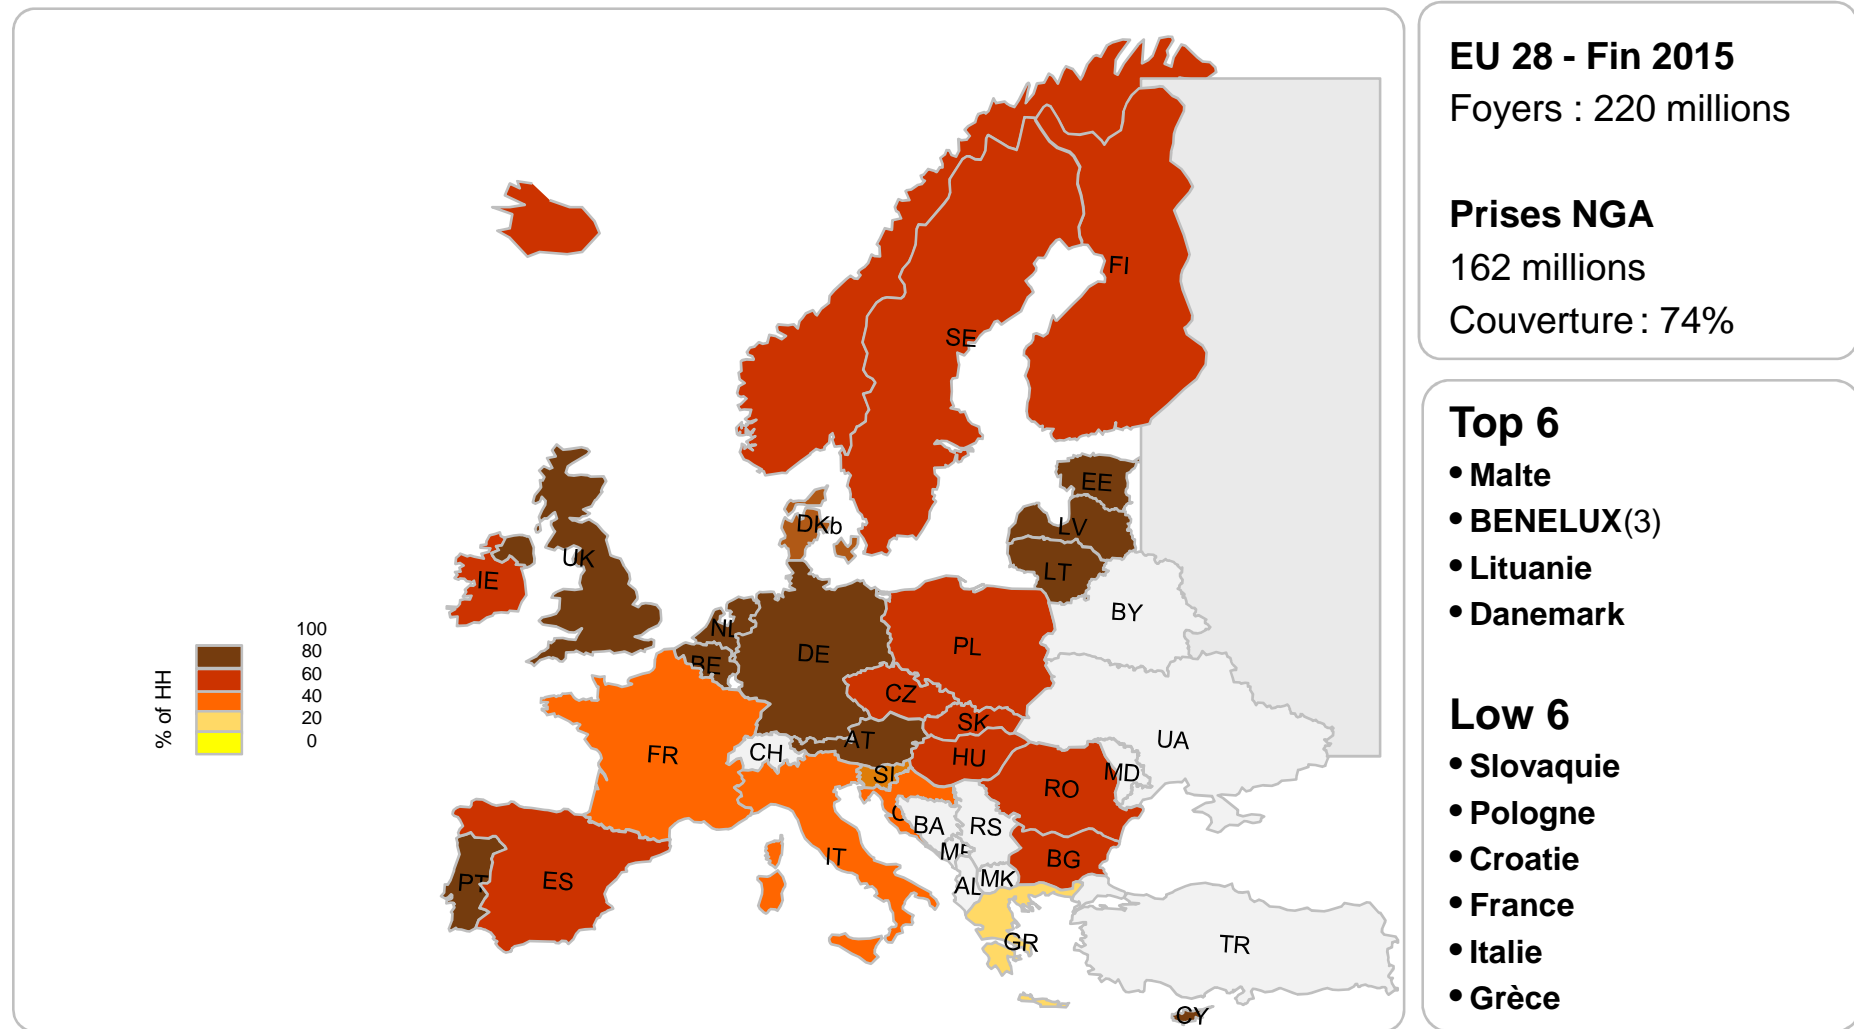 FI
SE
EE
DKb
LV
UK
LT
IE
BY
NL
PL
DE
BE
CZ
SK
AT
UA
FR
CH
HU
SI
MD
RO
BA
RS
IT
BG
PT
ES
AL
MK
GR
TR
CY
% of HH
100
80
60
40
20
0
EU 28 - Fin 2015
Foyers : 220 millions
Prises NGA
162 millions
Couverture : 74%
Top 6
• Malte
• BENELUX(3)
• Lituanie
• Danemark
Low 6
• Slovaquie
• Pologne
• Croatie
• France
• Italie
• Grèce